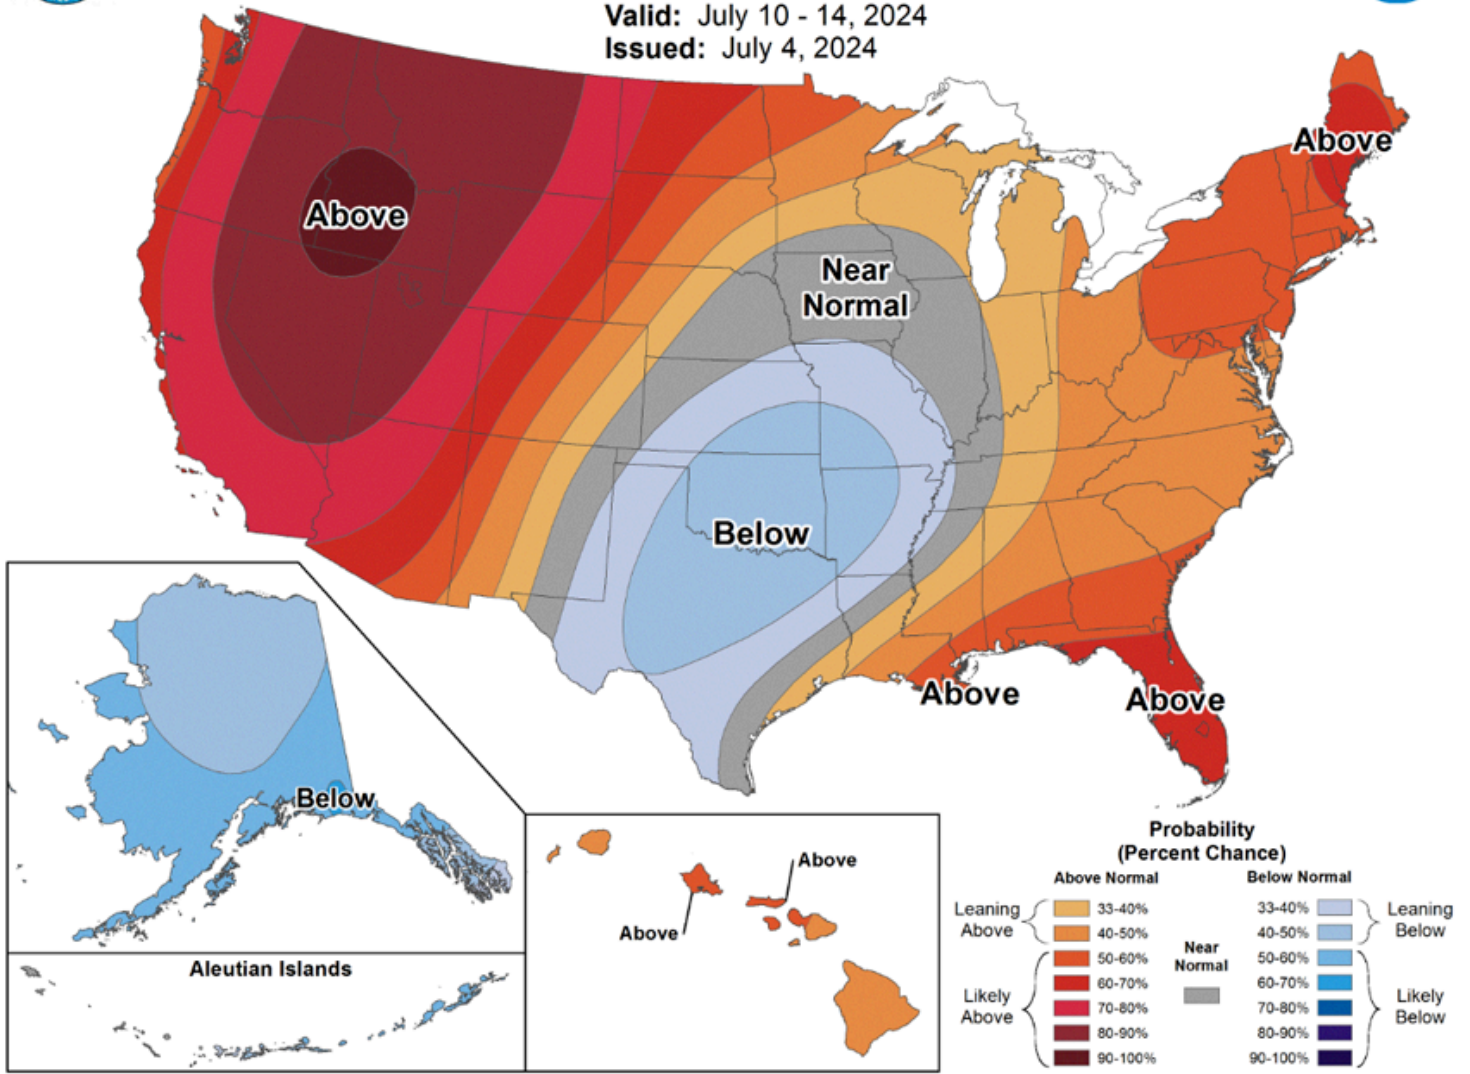 Valid: July 10 - 14, 2024
Issued: July 4, 2024
Above
Above
Near
Normal
Below
Above
Above
Below
Aleutian Islands
Above
Above
Probability
(Percent Chance)
Above Normal
Below Normal
Leaning
Above
33-40%
40-50%
Likely
Above
50-60%
60-70%
70-80%
80-90%
90-100%
Near
Normal
33-40%
40-50%
Leaning
Below
50-60%
60-70%
70-80%
80-90%
90-100%
Likely
Below